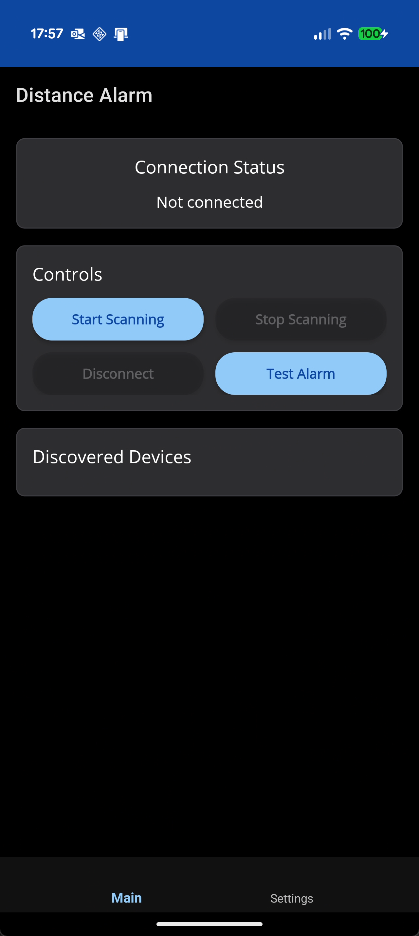 17:57
100
Distance Alarm
Connection Status
Not connected
Controls
Start Scanning
Stop Scanning
Disconnect
Test Alarm
Discovered Devices
Main
Settings